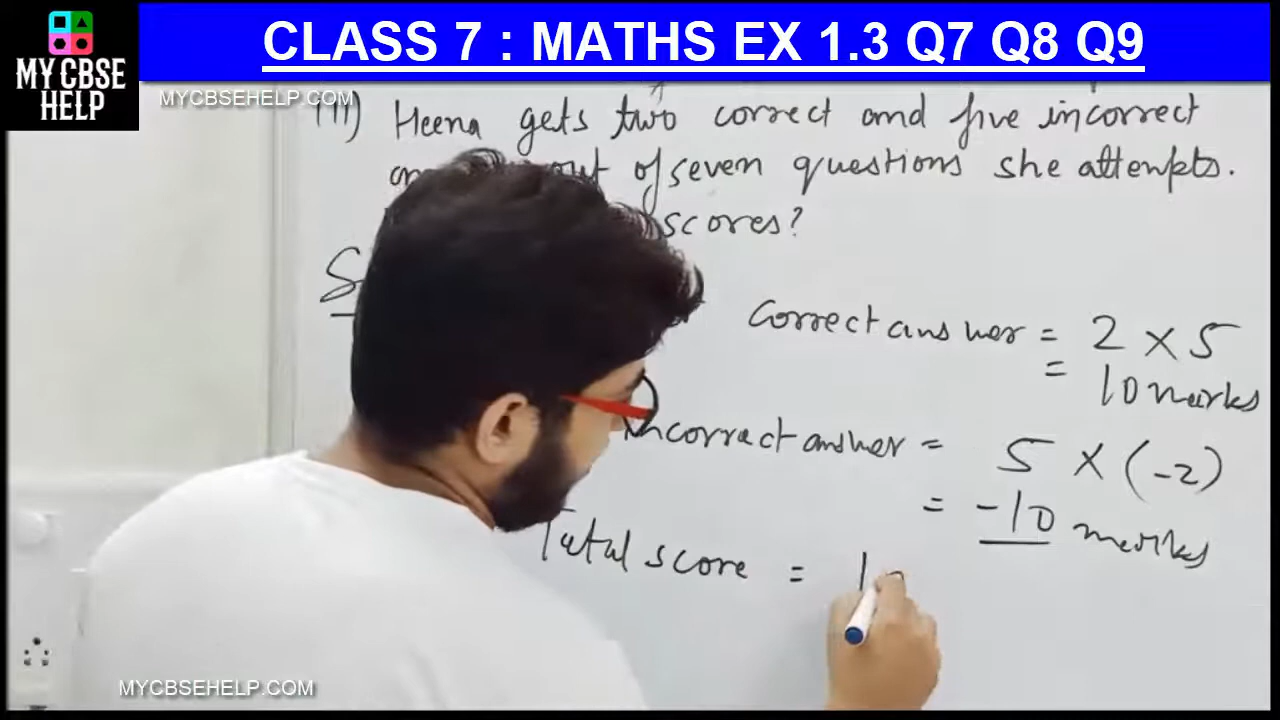 CLASS 7 : MATHS EX 1.3 Q7 Q8 Q9
MY CBSE
HELP
MYCBSEHELP.COM
Heena gets two correct and five incorrect
out of seven questions she attempts.
scores?
Correct answer = 2 × 5
= 10 marks
incorrect answer = 5 × (-2)
= -10 marks
Total score = 10
MYCBSEHELP.COM